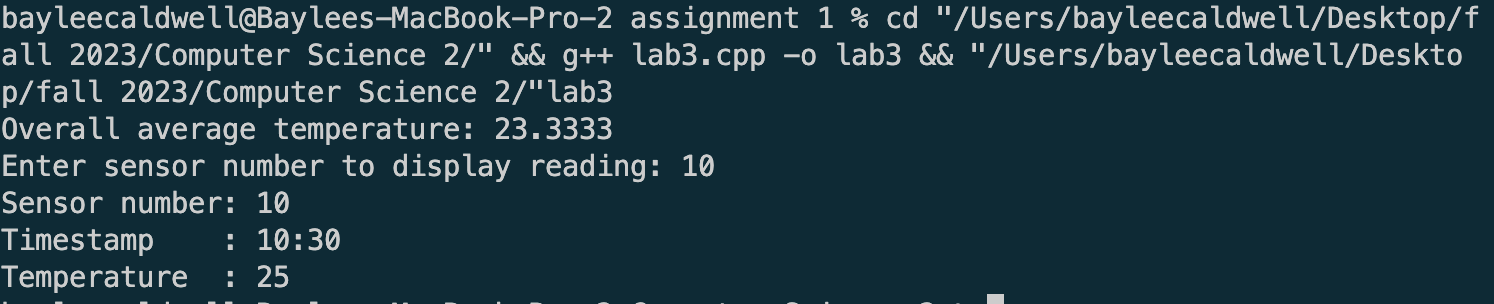 bayleecaldwell@Baylees-MacBook-Pro-2 assignment 1 % cd "/Users/bayleecaldwell/Desktop/f
all 2023/Computer Science 2/" && g++ lab3.cpp -o lab3 && "/Users/bayleecaldwell/Deskto
p/fall 2023/Computer Science 2/"lab3
Overall average temperature: 23.3333
Enter sensor number to display reading: 10
Sensor number: 10
Timestamp    : 10:30
Temperature  : 25